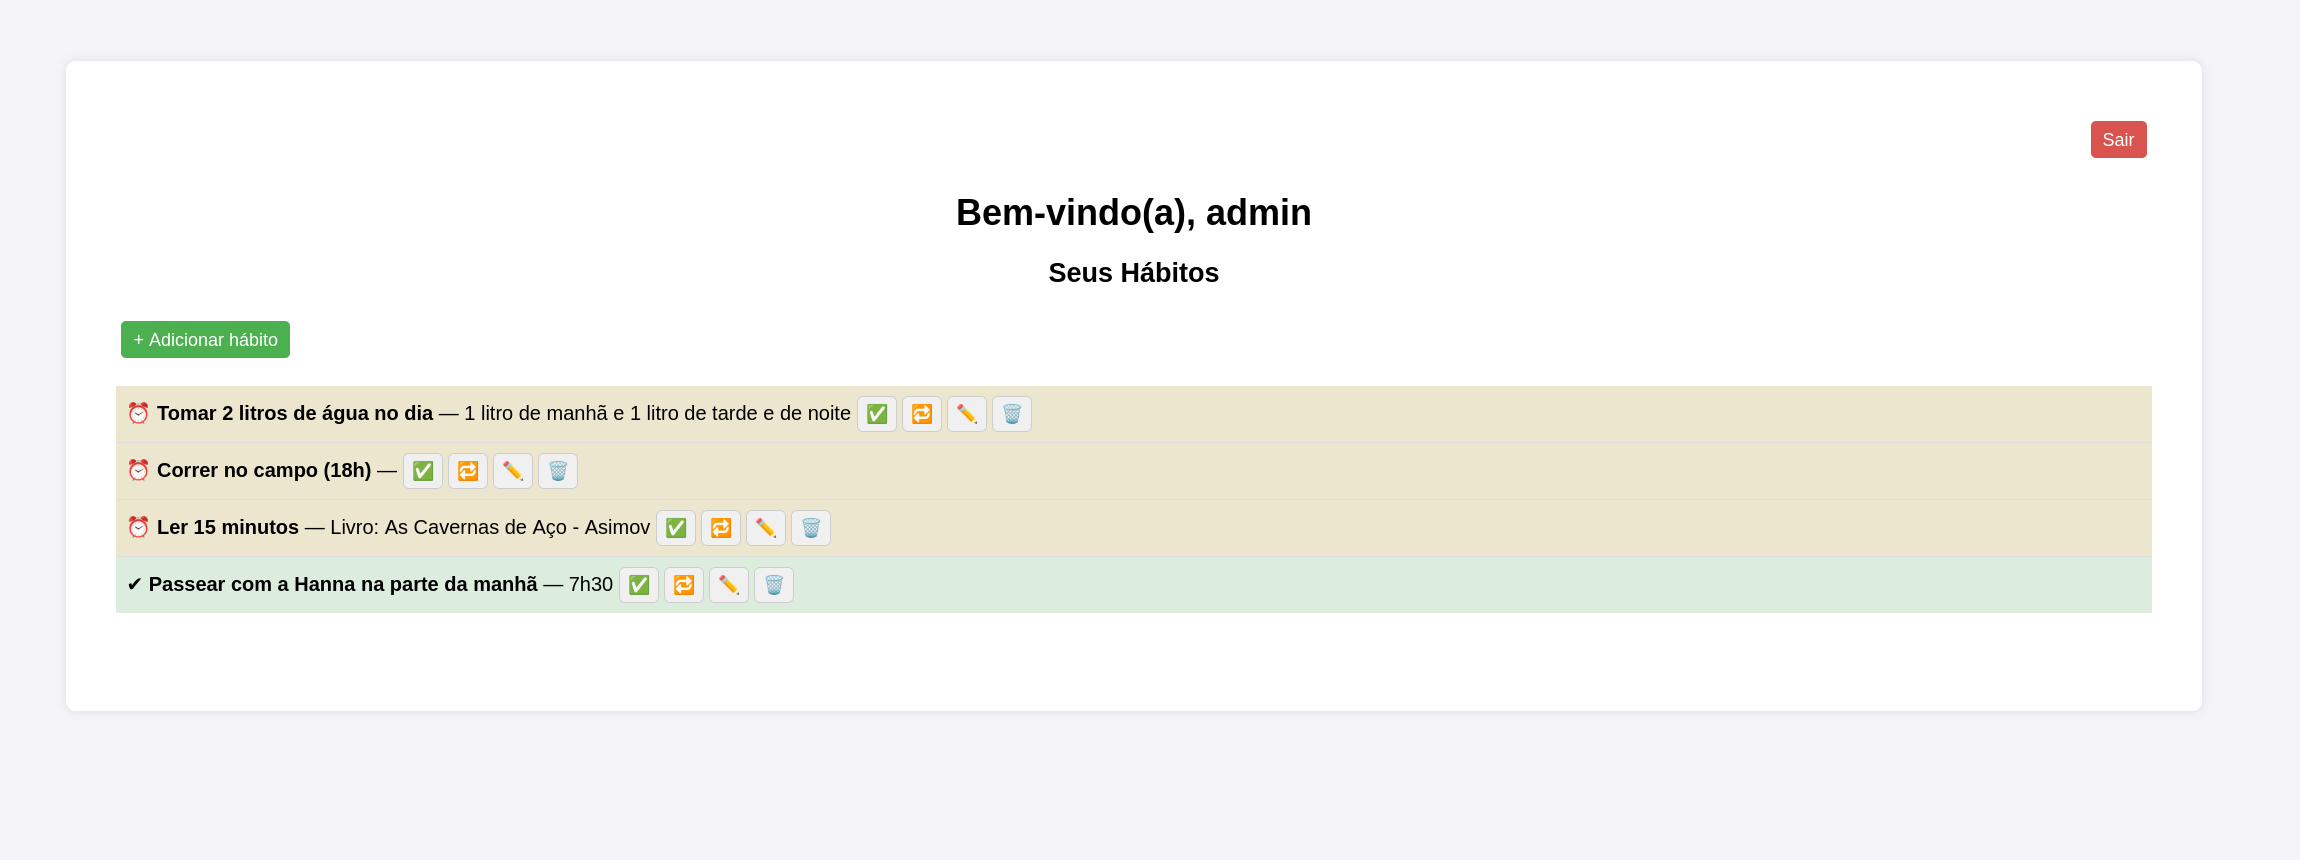 Sair
Bem-vindo(a), admin
Seus Hábitos
+ Adicionar hábito
⏰ Tomar 2 litros de água no dia — 1 litro de manhã e 1 litro de tarde e de noite ✅ 🔁 ✏️ 🗑️
⏰ Correr no campo (18h) — ✅ 🔁 ✏️ 🗑️
⏰ Ler 15 minutos — Livro: As Cavernas de Aço - Asimov ✅ 🔁 ✏️ 🗑️
✔ Passear com a Hanna na parte da manhã — 7h30 ✅ 🔁 ✏️ 🗑️